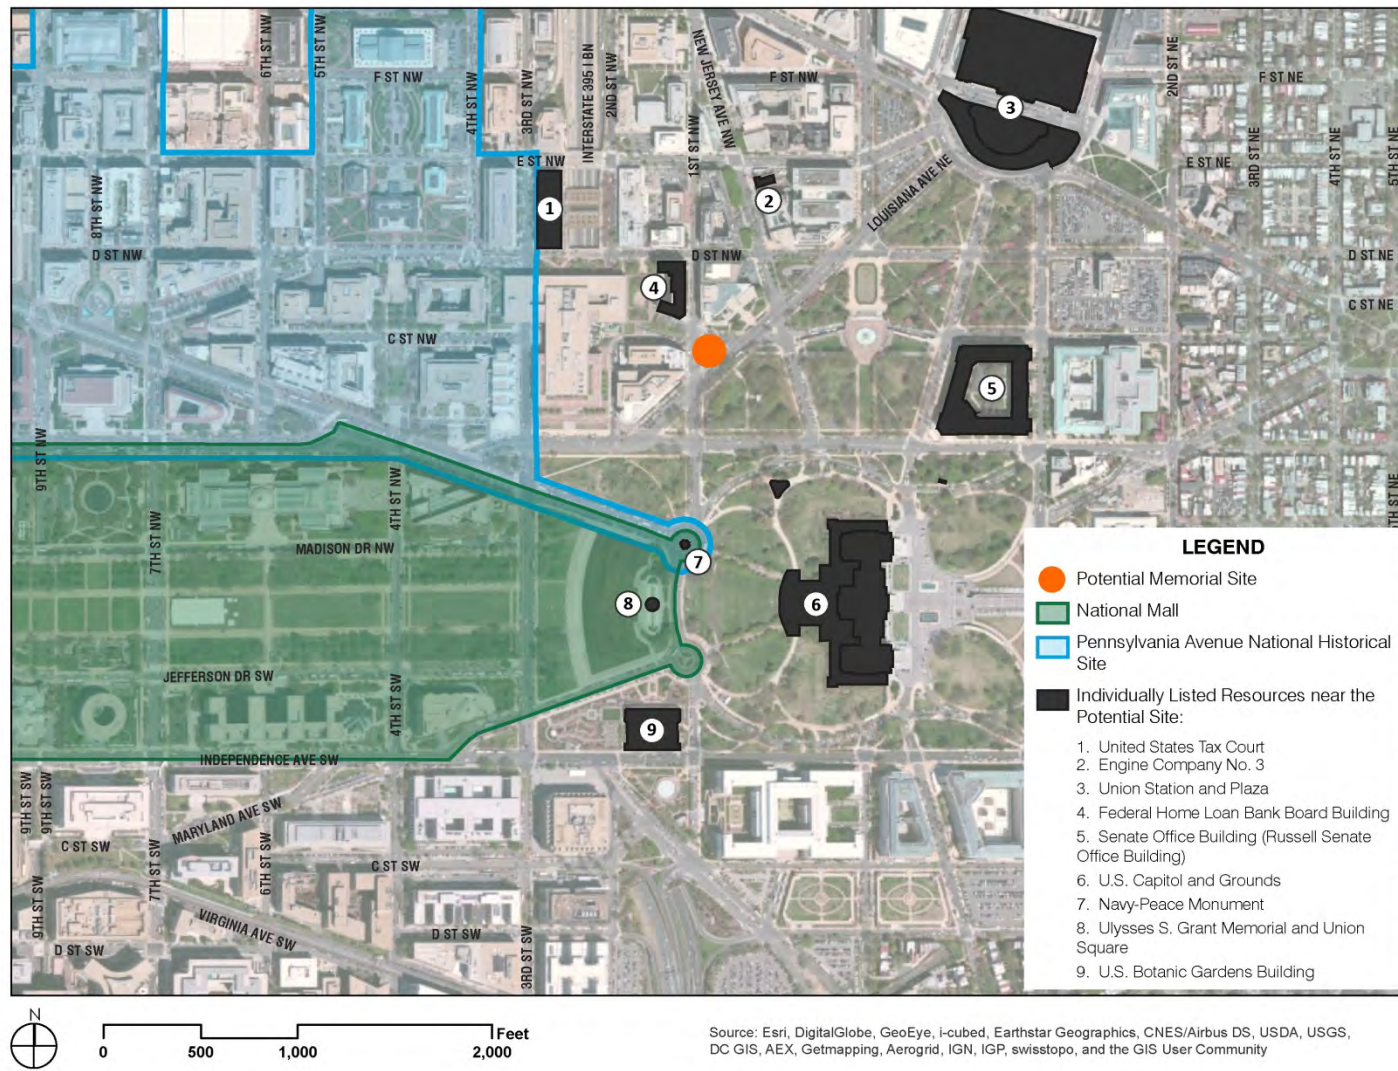 6TH ST NW
5TH ST NW
F ST NW
4TH ST NW
3RD ST NW
INTERSTATE 395 I BN
2ND ST NW
NEW JERSEY AVE NW
1ST ST NW
F ST NW
2ND ST NE
F ST NE
3
E ST NW
LOUISIANA AVE NE
E ST NE
3RD ST NE
4TH ST NE
5TH ST NE
8TH ST NW
1
2
D ST NW
D ST NW
D ST NE
4
C ST NE
C ST NW
5
9TH ST NW
4TH ST NW
7TH ST NW
MADISON DR NW
7
8
6
JEFFERSON DR SW
4TH ST SW
9
INDEPENDENCE AVE SW
9TH ST SW
9TH ST SW
MARYLAND AVE SW
C ST SW
7TH ST SW
6TH ST SW
C ST SW
9TH ST SW
VIRGINIA AVE SW
D ST SW
D ST SW
3RD ST SW
LEGEND
Potential Memorial Site
National Mall
Pennsylvania Avenue National Historical
Site
Individually Listed Resources near the
Potential Site:
1. United States Tax Court
2. Engine Company No. 3
3. Union Station and Plaza
4. Federal Home Loan Bank Board Building
5. Senate Office Building (Russell Senate
Office Building)
6. U.S. Capitol and Grounds
7. Navy-Peace Monument
8. Ulysses S. Grant Memorial and Union
Square
9. U.S. Botanic Gardens Building
N
Feet
0 500 1,000 2,000
Source: Esri, DigitalGlobe, GeoEye, i-cubed, Earthstar Geographics, CNES/Airbus DS, USDA, USGS,
DC GIS, AEX, Getmapping, Aerogrid, IGN, IGP, swisstopo, and the GIS User Community